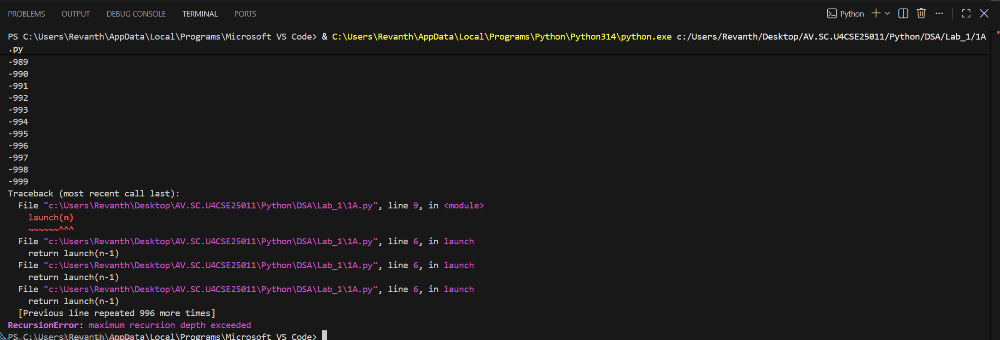 PROBLEMS OUTPUT DEBUG CONSOLE TERMINAL PORTS Python
PS C:\Users\Revanth\AppData\Local\Programs\Microsoft VS Code> & C:\Users\Revanth\AppData\Local\Programs\Python\Python314\python.exe c:/Users/Revanth/Desktop/AV.SC.U4CSE25011/Python/DSA/Lab_1/1A
.py
-989
-990
-991
-992
-993
-994
-995
-996
-997
-998
-999
Traceback (most recent call last):
  File "c:\Users\Revanth\Desktop\AV.SC.U4CSE25011\Python\DSA\Lab_1\1A.py", line 9, in <module>
    launch(n)
    ~~~~~~^^^
  File "c:\Users\Revanth\Desktop\AV.SC.U4CSE25011\Python\DSA\Lab_1\1A.py", line 6, in launch
    return launch(n-1)
  File "c:\Users\Revanth\Desktop\AV.SC.U4CSE25011\Python\DSA\Lab_1\1A.py", line 6, in launch
    return launch(n-1)
  File "c:\Users\Revanth\Desktop\AV.SC.U4CSE25011\Python\DSA\Lab_1\1A.py", line 6, in launch
    return launch(n-1)
  [Previous line repeated 996 more times]
RecursionError: maximum recursion depth exceeded
PS C:\Users\Revanth\AppData\Local\Programs\Microsoft VS Code>